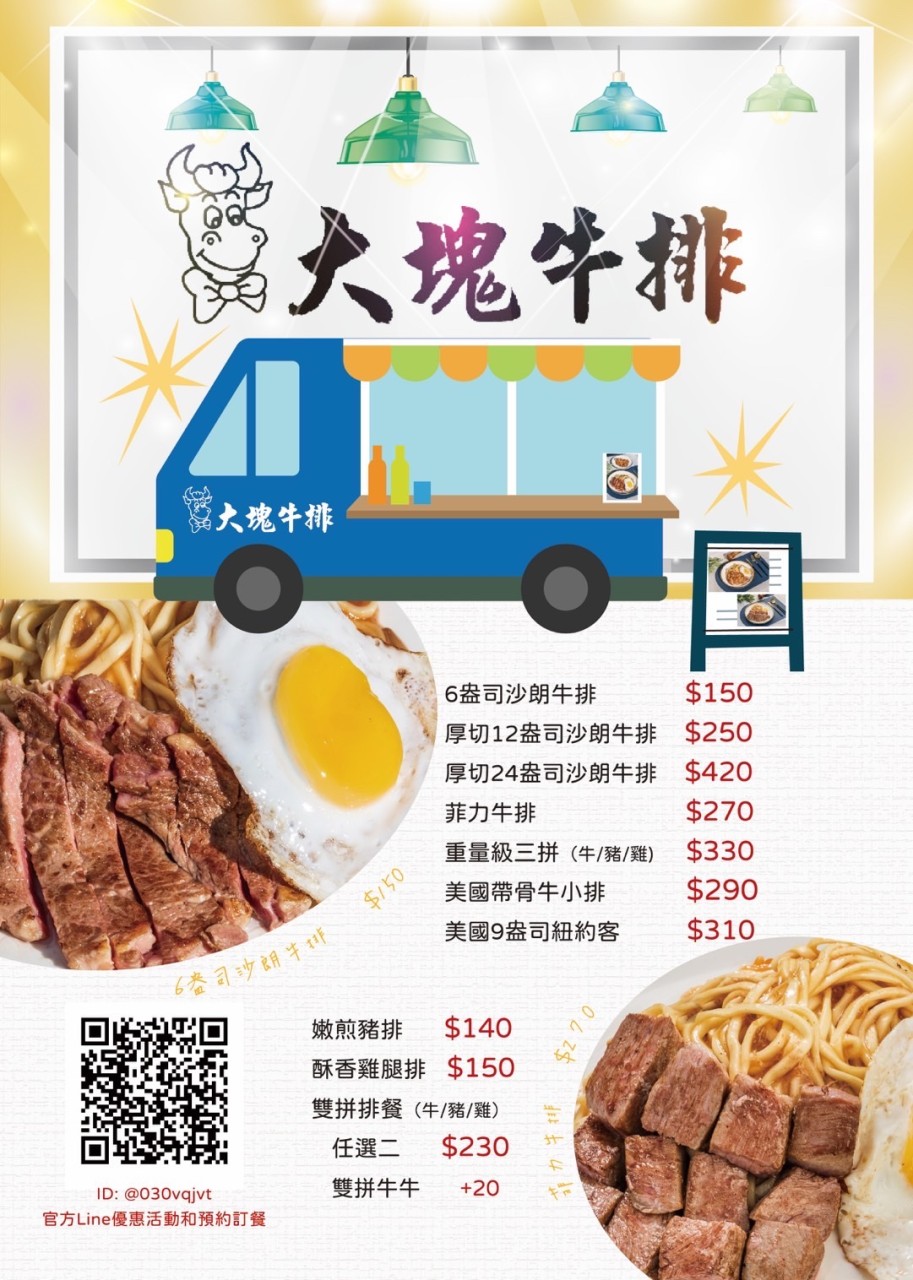 大塊牛排
大塊牛排
6盎司沙朗牛排 $150
厚切12盎司沙朗牛排 $250
厚切24盎司沙朗牛排 $420
菲力牛排 $270
重量級三拼（牛/豬/雞） $330
美國帶骨牛小排 $290
美國9盎司紐約客 $310
6盎司沙朗牛排 $150
嫩煎豬排 $140
酥香雞腿排 $150
雙拼排餐（牛/豬/雞）
任選二 $230
雙拼牛牛 +20
菲力牛排 $270
ID: @030vqjvt
官方Line優惠活動和預約訂餐